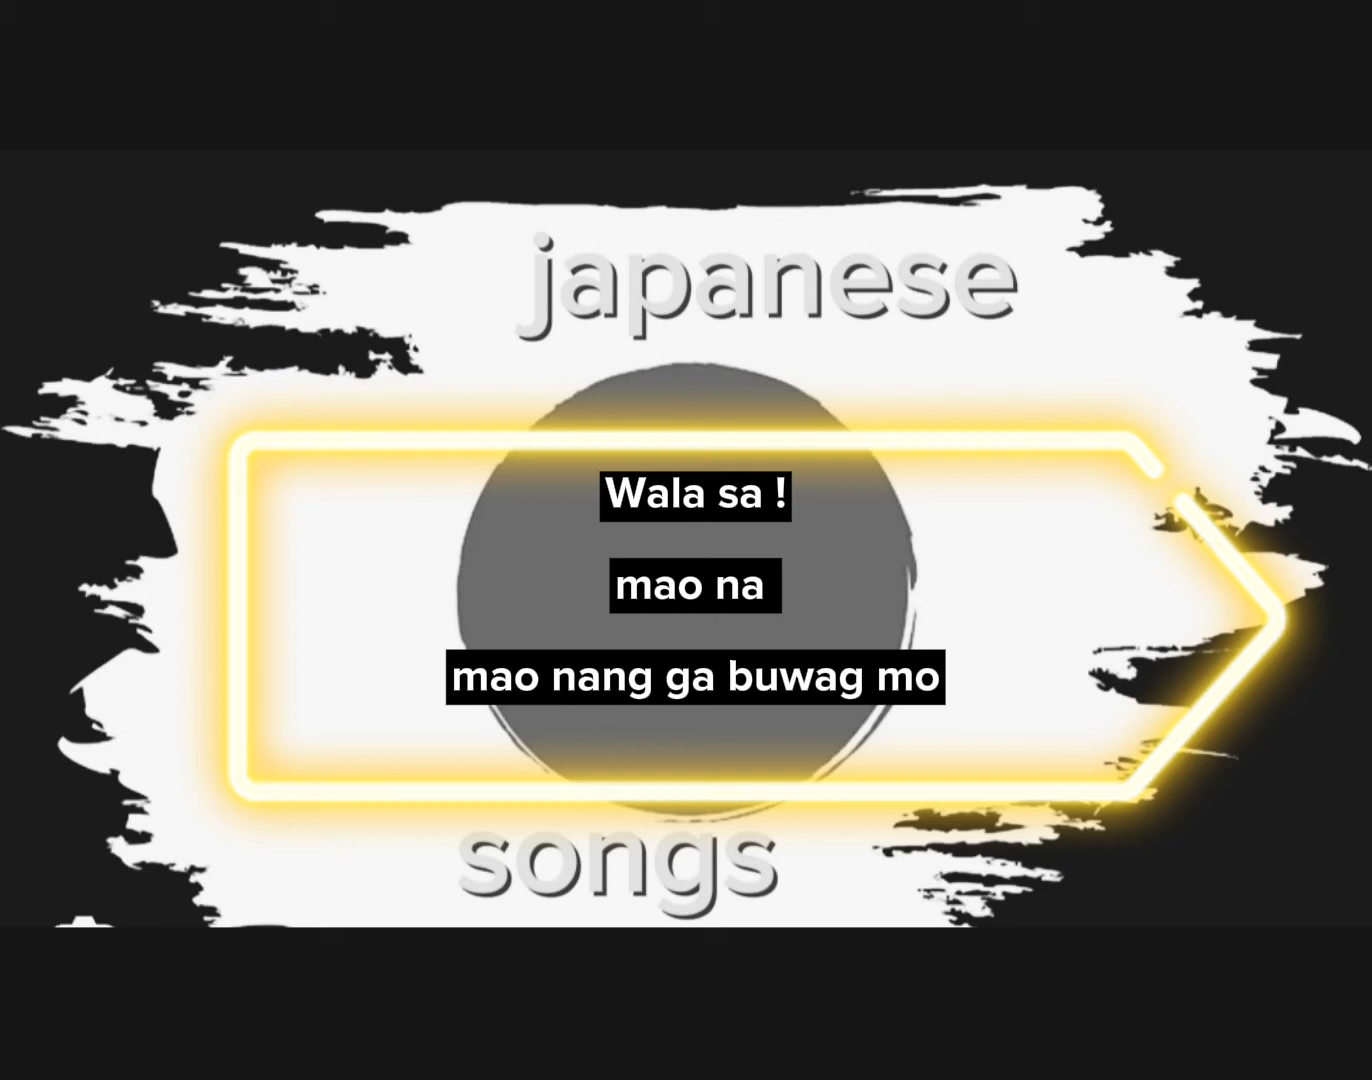 japanese
Wala sa !
mao na
mao nang ga buwag mo
songs